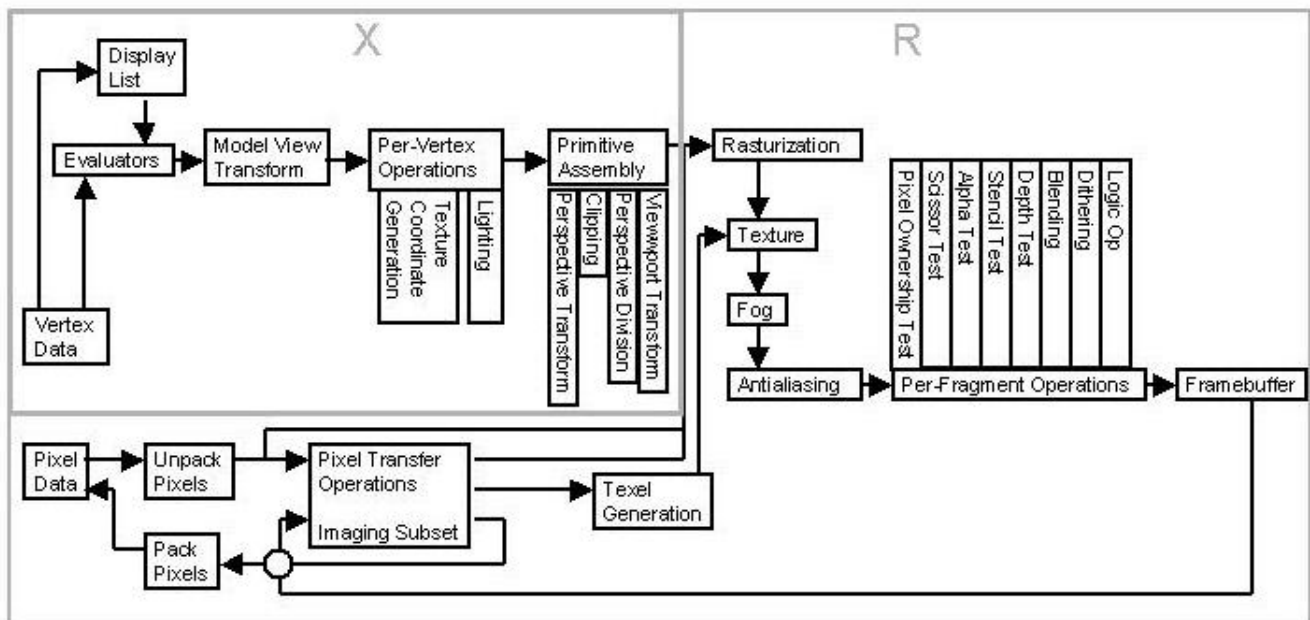 X
R
Display
List
Evaluators
Model View
Transform
Per-Vertex
Operations
Primitive
Assembly
Rasturization
Texture
Coordinate
Generation
Lighting
Perspective Transform
Clipping
Perspective Division
Viewwport Transform
Vertex
Data
Texture
Fog
Antialiasing
Pixel Ownership Test
Scissor Test
Alpha Test
Stencil Test
Depth Test
Blending
Dithering
Logic Op
Per-Fragment Operations
Framebuffer
Pixel
Data
Unpack
Pixels
Pixel Transfer
Operations
Imaging Subset
Texel
Generation
Pack
Pixels